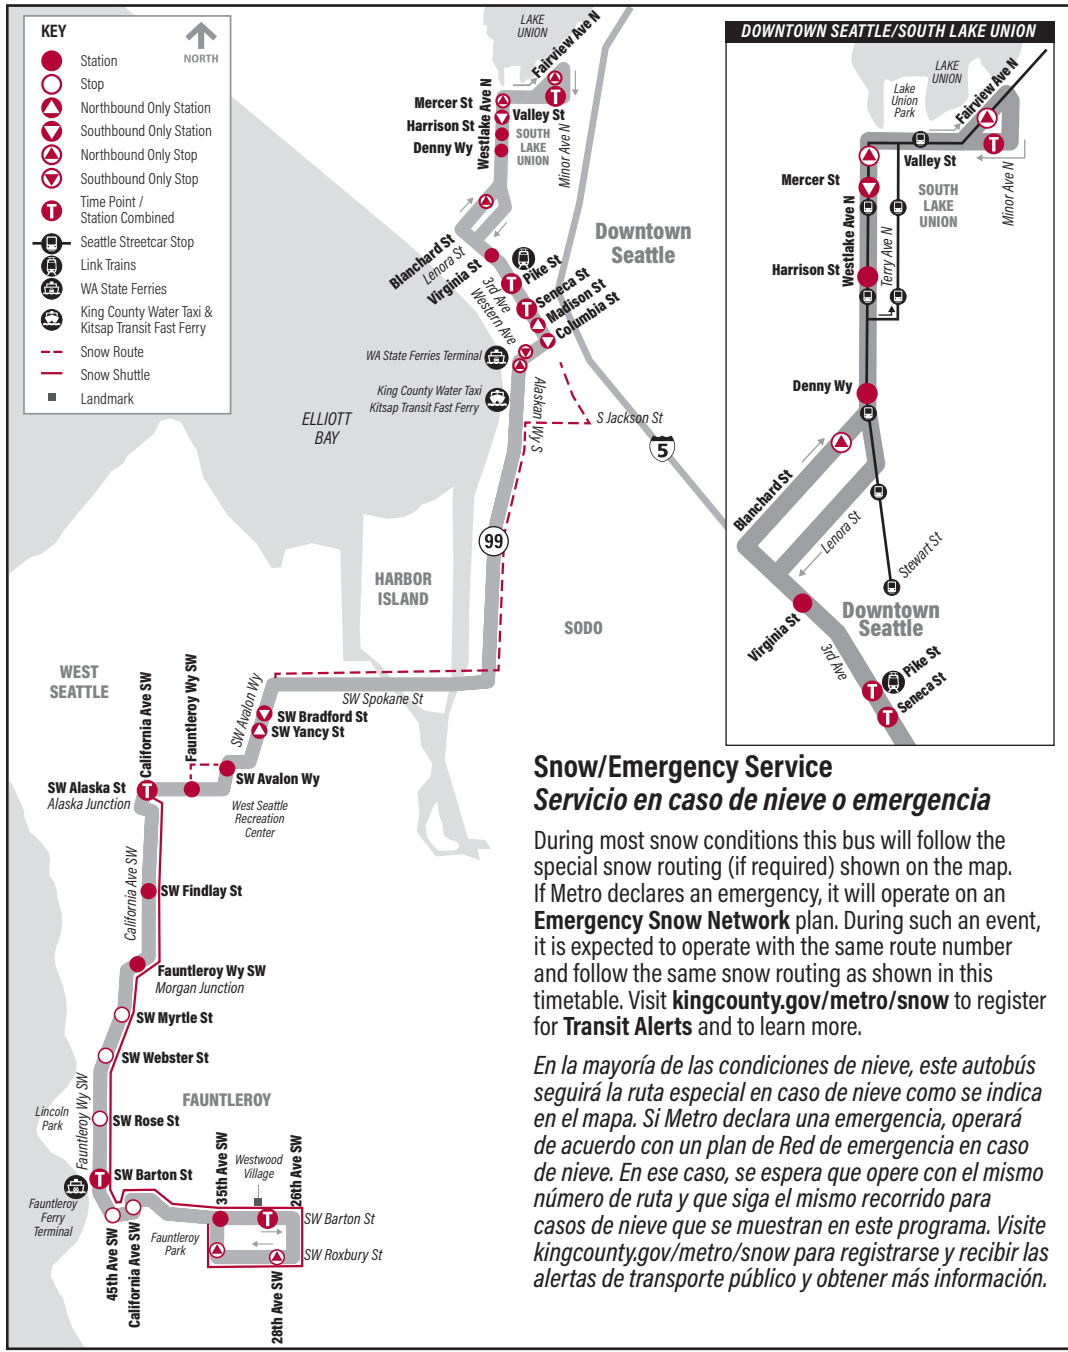 KEY
NORTH
Station
Stop
Northbound Only Station
Southbound Only Station
Northbound Only Stop
Southbound Only Stop
Time Point /
Station Combined
Seattle Streetcar Stop
Link Trains
WA State Ferries
King County Water Taxi &
Kitsap Transit Fast Ferry
Snow Route
Snow Shuttle
Landmark
LAKE
UNION
Fairview Ave N
Westlake Ave N
Mercer St
Valley St
Harrison St
Denny Wy
SOUTH
LAKE
UNION
Minor Ave N
Blanchard St
Lenora St
Virginia St
Downtown
Seattle
3rd Ave
Western Ave
T
Pike St
T
Seneca St
Madison St
Columbia St
WA State Ferries Terminal
King County Water Taxi
Kitsap Transit Fast Ferry
ELLIOTT
BAY
Alaskan Wy S
S Jackson St
5
99
HARBOR
ISLAND
SODO
WEST
SEATTLE
California Ave SW
Fauntleroy Wy SW
SW Avalon Wy
SW Spokane St
SW Bradford St
SW Yancy St
SW Avalon Wy
SW Alaska St
Alaska Junction
T
West Seattle
Recreation
Center
California Ave SW
SW Findlay St
Fauntleroy Wy SW
Morgan Junction
SW Myrtle St
SW Webster St
Fauntleroy Wy SW
Lincoln
Park
SW Rose St
FAUNTLEROY
SW Barton St
T
Fauntleroy
Ferry
Terminal
45th Ave SW
California Ave SW
Fauntleroy
Park
35th Ave SW
Westwood
Village
26th Ave SW
T
SW Barton St
SW Roxbury St
28th Ave SW
DOWNTOWN SEATTLE/SOUTH LAKE UNION
LAKE
UNION
Lake
Union
Park
Fairview Ave N
T
Valley St
Mercer St
SOUTH
LAKE
UNION
Minor Ave N
Westlake Ave N
Terry Ave N
Harrison St
Denny Wy
Blanchard St
Lenora St
Stewart St
Downtown
Seattle
Virginia St
3rd Ave
T
Pike St
T
Seneca St
Snow/Emergency Service
Servicio en caso de nieve o emergencia
During most snow conditions this bus will follow the
special snow routing (if required) shown on the map.
If Metro declares an emergency, it will operate on an
Emergency Snow Network plan. During such an event,
it is expected to operate with the same route number
and follow the same snow routing as shown in this
timetable. Visit kingcounty.gov/metro/snow to register
for Transit Alerts and to learn more.
En la mayoría de las condiciones de nieve, este autobús
seguirá la ruta especial en caso de nieve como se indica
en el mapa. Si Metro declara una emergencia, operará
de acuerdo con un plan de Red de emergencia en caso
de nieve. En ese caso, se espera que opere con el mismo
número de ruta y que siga el mismo recorrido para
casos de nieve que se muestran en este programa. Visite
kingcounty.gov/metro/snow para registrarse y recibir las
alertas de transporte público y obtener más información.